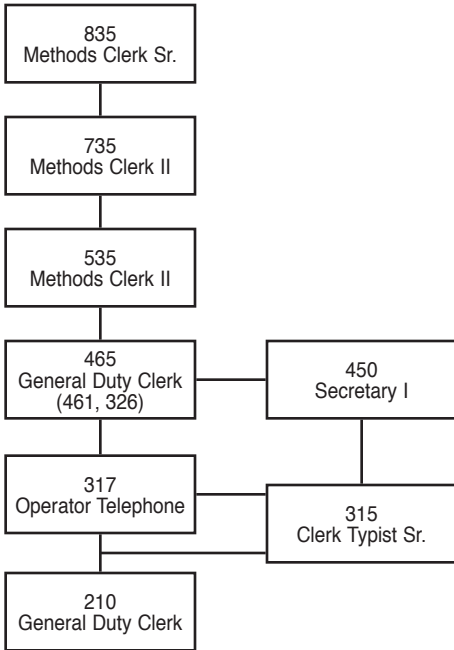 835
Methods Clerk Sr.
735
Methods Clerk II
535
Methods Clerk II
465
General Duty Clerk
(461, 326)
450
Secretary I
317
Operator Telephone
315
Clerk Typist Sr.
210
General Duty Clerk